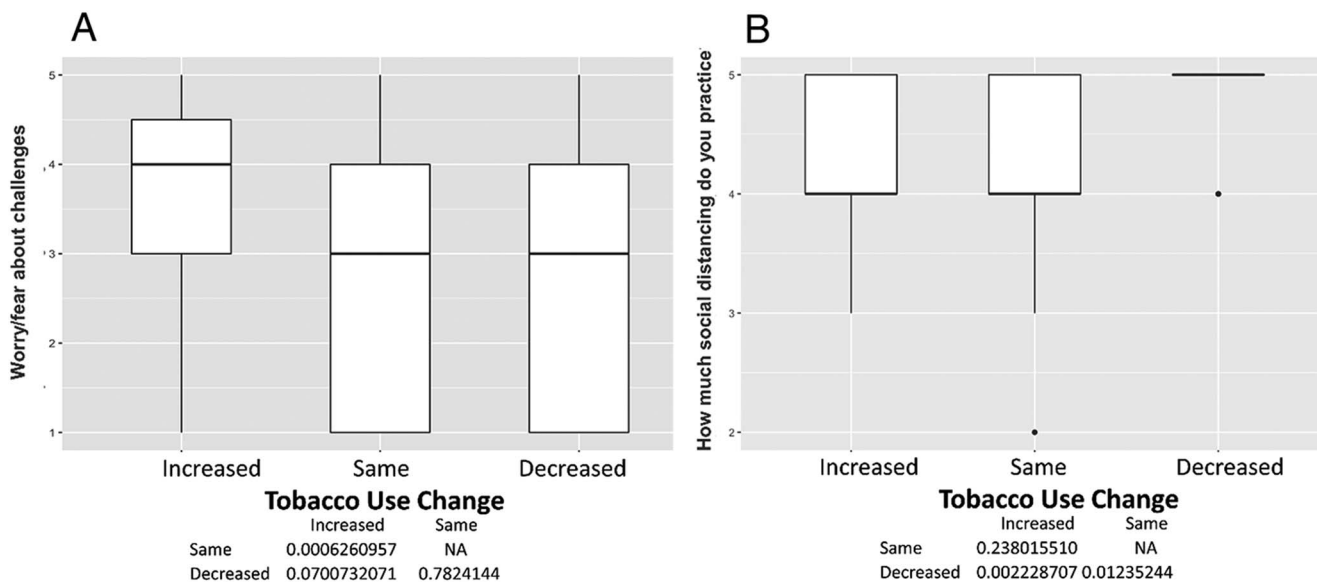 A
Worry/fear about challenges
5
4
3
2
1
Increased Same Decreased
Tobacco Use Change
Increased Same
Same 0.0006260957 NA
Decreased 0.0700732071 0.7824144
B
How much social distancing do you practice
5
4
3
2
Increased Same Decreased
Tobacco Use Change
Increased Same
Same 0.238015510 NA
Decreased 0.002228707 0.01235244